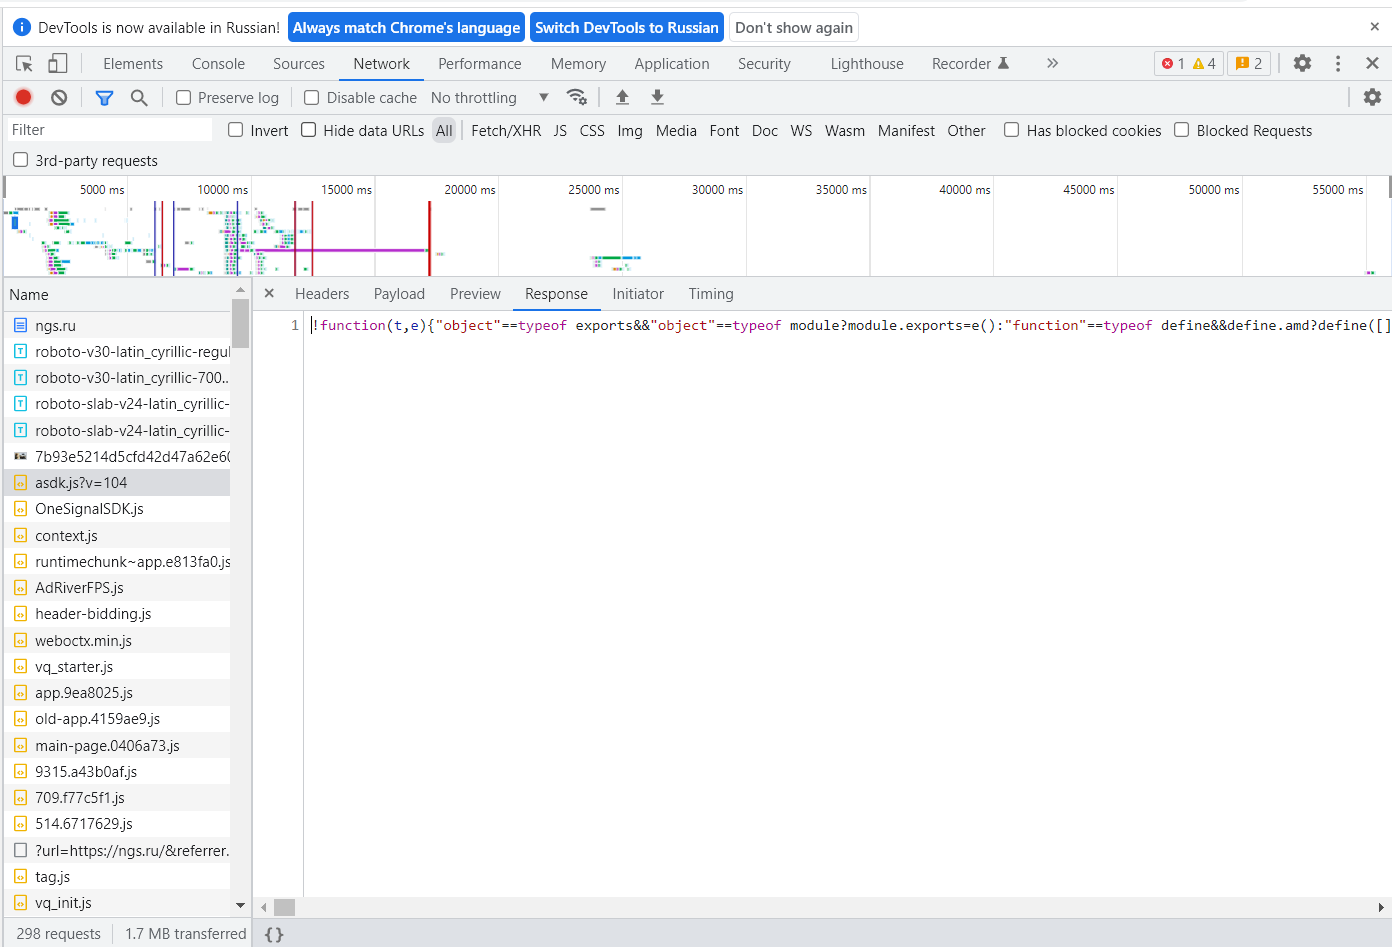 DevTools is now available in Russian! Always match Chrome's language Switch DevTools to Russian Don't show again
Elements Console Sources Network Performance Memory Application Security Lighthouse Recorder 1 4 2
Preserve log Disable cache No throttling
Filter Invert Hide data URLs All Fetch/XHR JS CSS Img Media Font Doc WS Wasm Manifest Other Has blocked cookies Blocked Requests
3rd-party requests
5000 ms 10000 ms 15000 ms 20000 ms 25000 ms 30000 ms 35000 ms 40000 ms 45000 ms 50000 ms 55000 ms
Name Headers Payload Preview Response Initiator Timing
1 !function(t,e){"object"==typeof exports&&"object"==typeof module?module.exports=e():"function"==typeof define&&define.amd?define([]
ngs.ru
roboto-v30-latin_cyrillic-regul
roboto-v30-latin_cyrillic-700...
roboto-slab-v24-latin_cyrillic-
roboto-slab-v24-latin_cyrillic-
7b93e5214d5cfd42d47a62e60
asdk.js?v=104
OneSignalSDK.js
context.js
runtimechunk~app.e813fa0.js
AdRiverFPS.js
header-bidding.js
weboctx.min.js
vq_starter.js
app.9ea8025.js
old-app.4159ae9.js
main-page.0406a73.js
9315.a43b0af.js
709.f77c5f1.js
514.6717629.js
?url=https://ngs.ru/&referrer.
tag.js
vq_init.js
298 requests 1.7 MB transferred { }